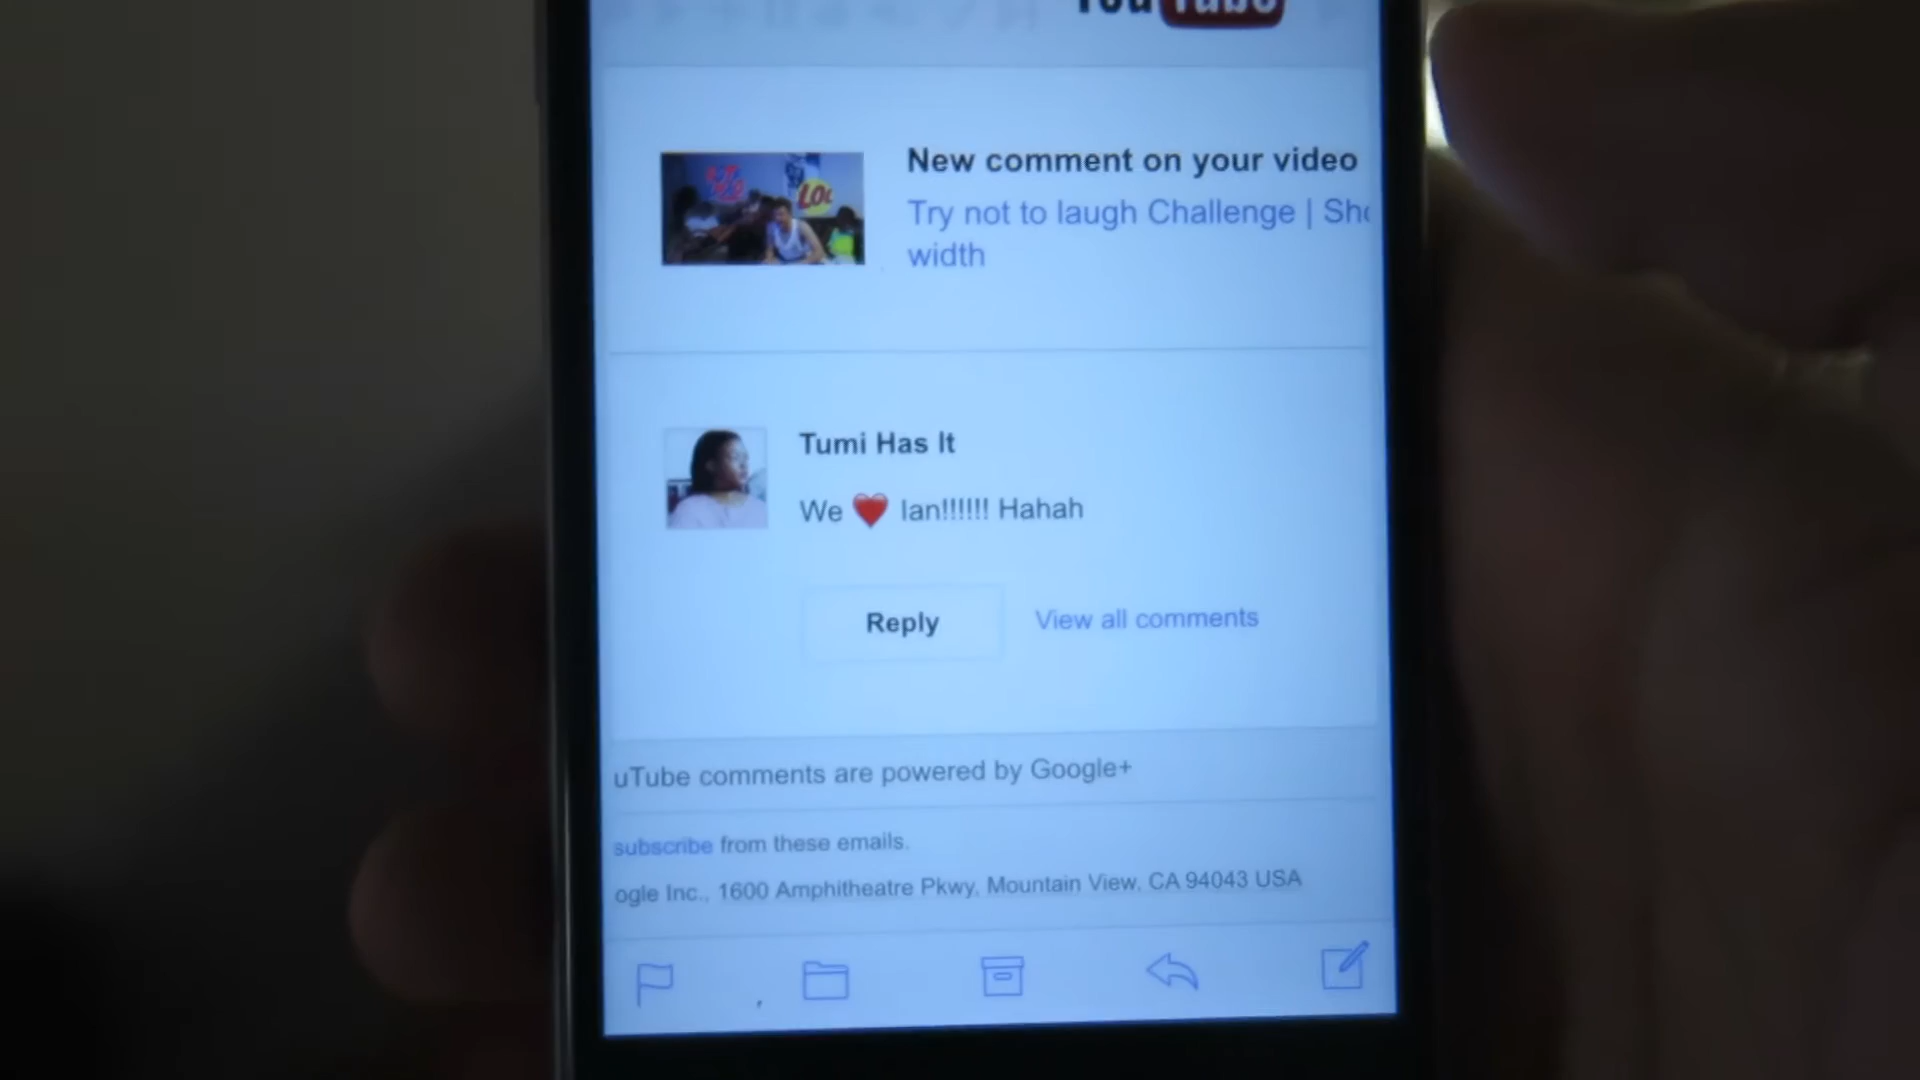 YouTube
New comment on your video
Try not to laugh Challenge | Sh
width
Tumi Has It
We ❤️ Ian!!!!!! Hahah
Reply
View all comments
uTube comments are powered by Google+
subscribe from these emails.
ogle Inc., 1600 Amphitheatre Pkwy, Mountain View, CA 94043 USA